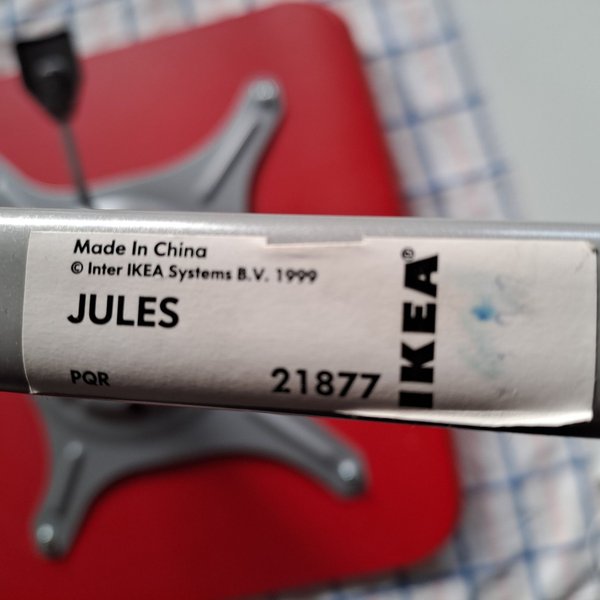 Made In China
© Inter IKEA Systems B.V. 1999
JULES
PQR
21877
IKEA®